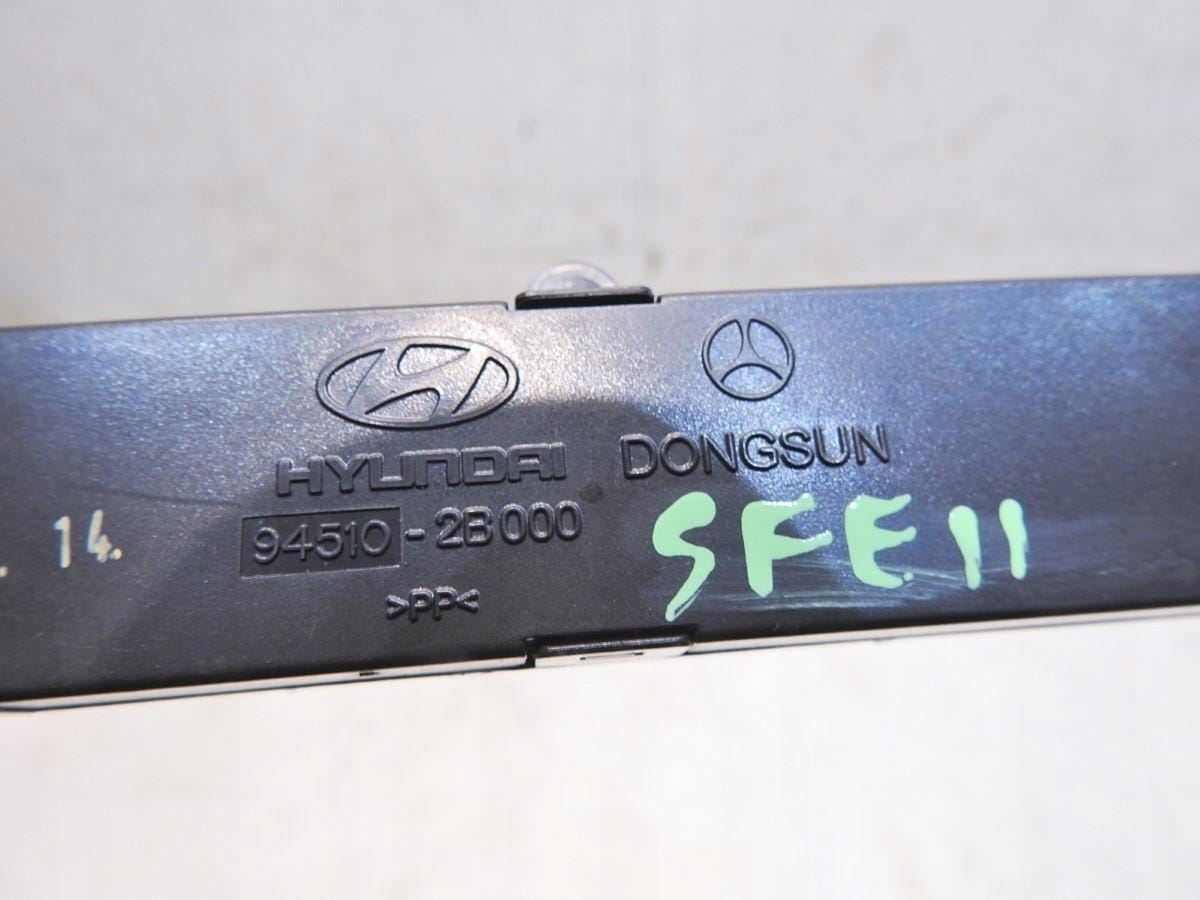 HYUNDAI
DONGSUN
94510-2B000
SFE11
. 14.
>PP<